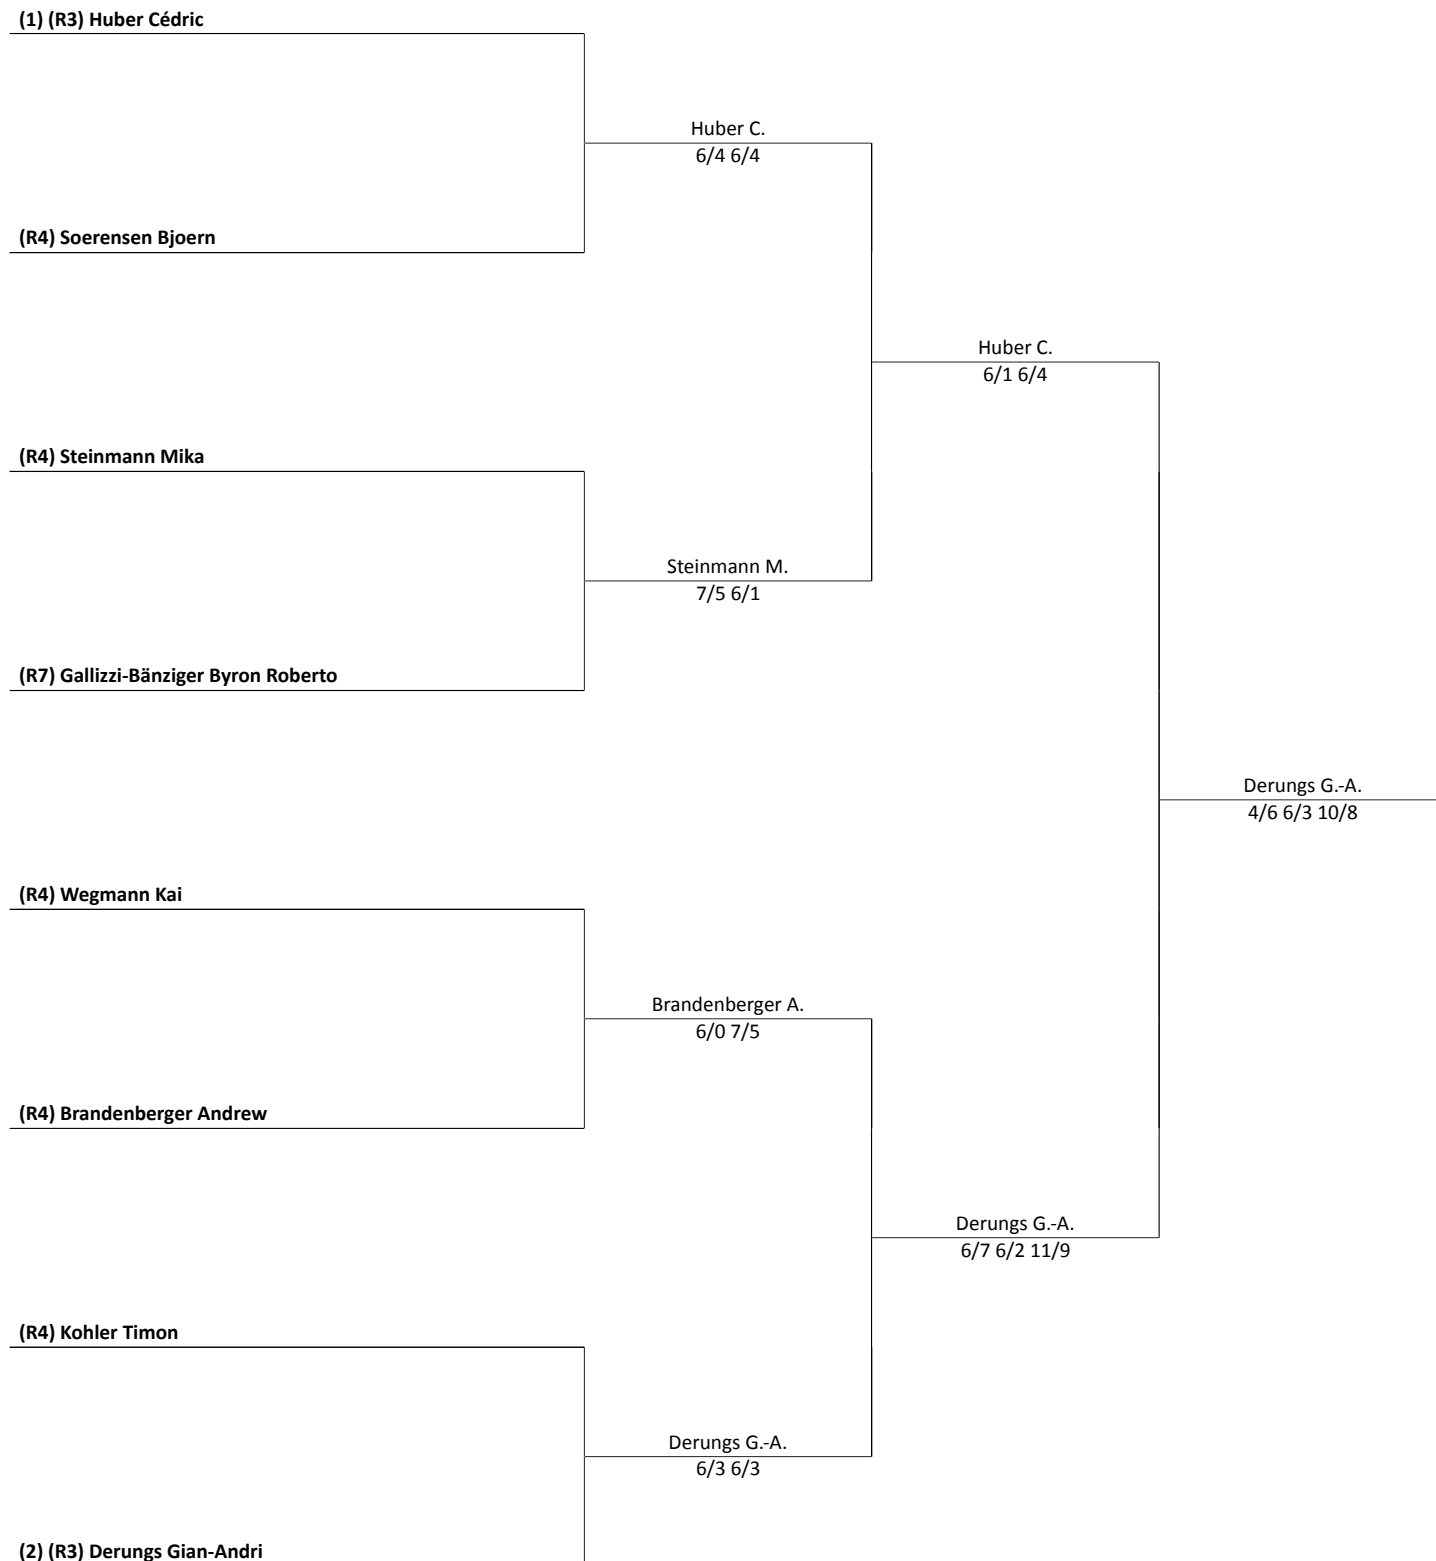 (1) (R3) Huber Cédric
Huber C.
6/4 6/4
(R4) Soerensen Bjoern
Huber C.
6/1 6/4
(R4) Steinmann Mika
Steinmann M.
7/5 6/1
(R7) Gallizzi-Bänziger Byron Roberto
Derungs G.-A.
4/6 6/3 10/8
(R4) Wegmann Kai
Brandenberger A.
6/0 7/5
(R4) Brandenberger Andrew
Derungs G.-A.
6/7 6/2 11/9
(R4) Kohler Timon
Derungs G.-A.
6/3 6/3
(2) (R3) Derungs Gian-Andri